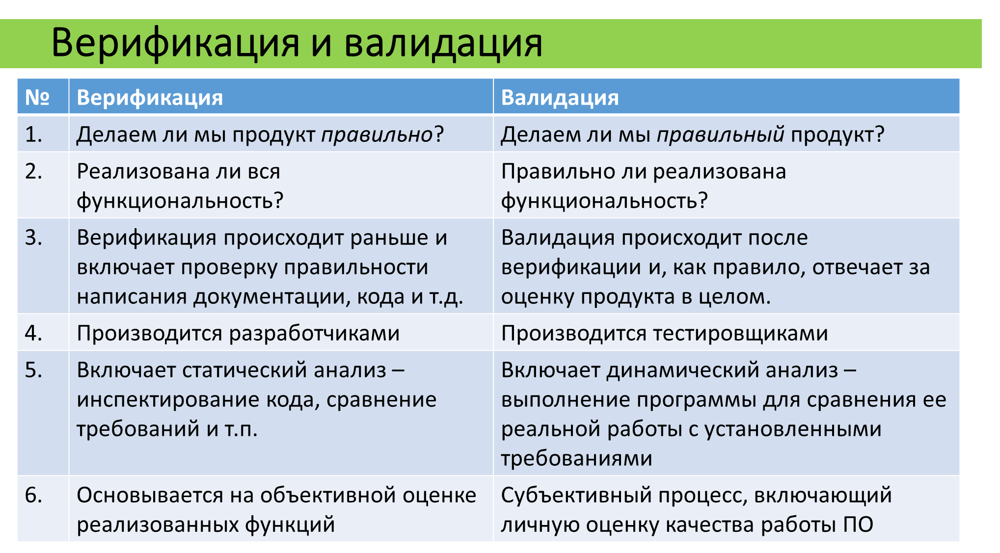 Верификация и валидация
№ Верификация Валидация
1. Делаем ли мы продукт правильно? Делаем ли мы правильный продукт?
2. Реализована ли вся
функциональность?
Правильно ли реализована
функциональность?
3. Верификация происходит раньше и
включает проверку правильности
написания документации, кода и т.д.
Валидация происходит после
верификации и, как правило, отвечает за
оценку продукта в целом.
4. Производится разработчиками Производится тестировщиками
5. Включает статический анализ –
инспектирование кода, сравнение
требований и т.п.
Включает динамический анализ –
выполнение программы для сравнения ее
реальной работы с установленными
требованиями
6. Основывается на объективной оценке
реализованных функций
Субъективный процесс, включающий
личную оценку качества работы ПО